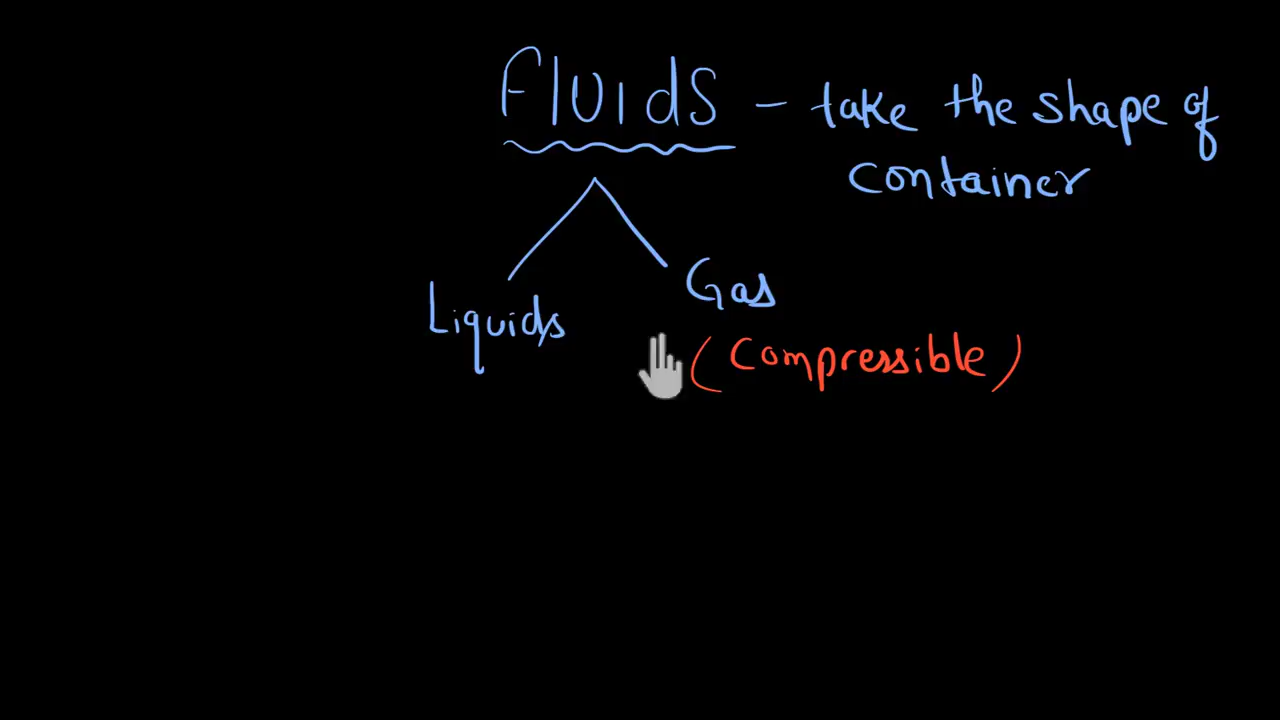 Fluids - take the shape of
container
Liquids
Gas
(Compressible)